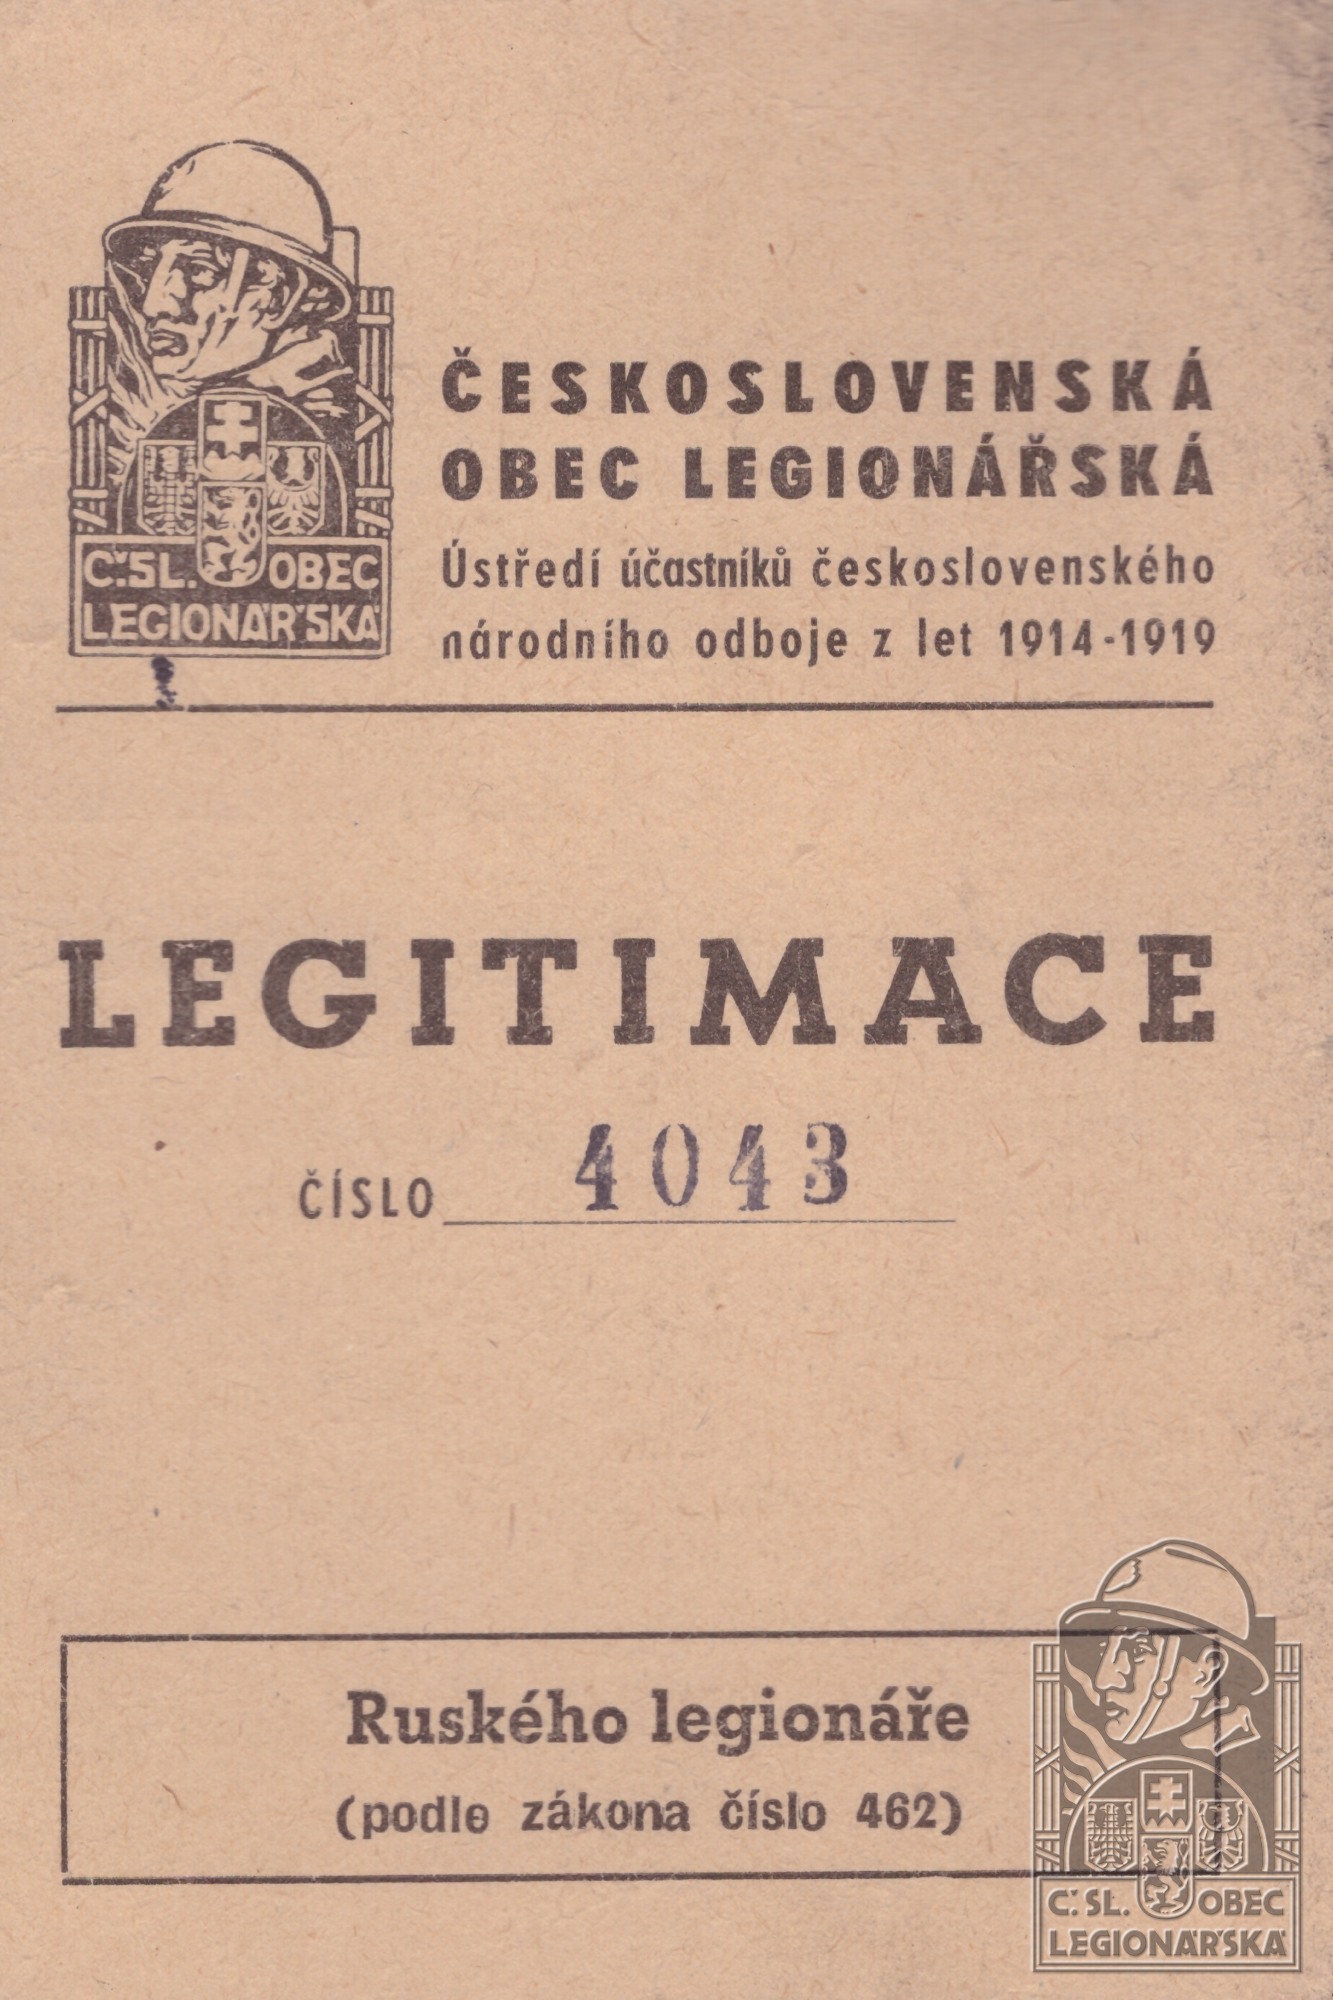 Č.SL. OBEC
LEGIONÁŘSKÁ
ČESKOSLOVENSKÁ
OBEC LEGIONÁŘSKÁ
Ústředí účastníků československého
národního odboje z let 1914-1919
LEGITIMACE
ČÍSLO 4043
Ruského legionáře
(podle zákona číslo 462)
Č.SL. OBEC
LEGIONÁŘSKÁ